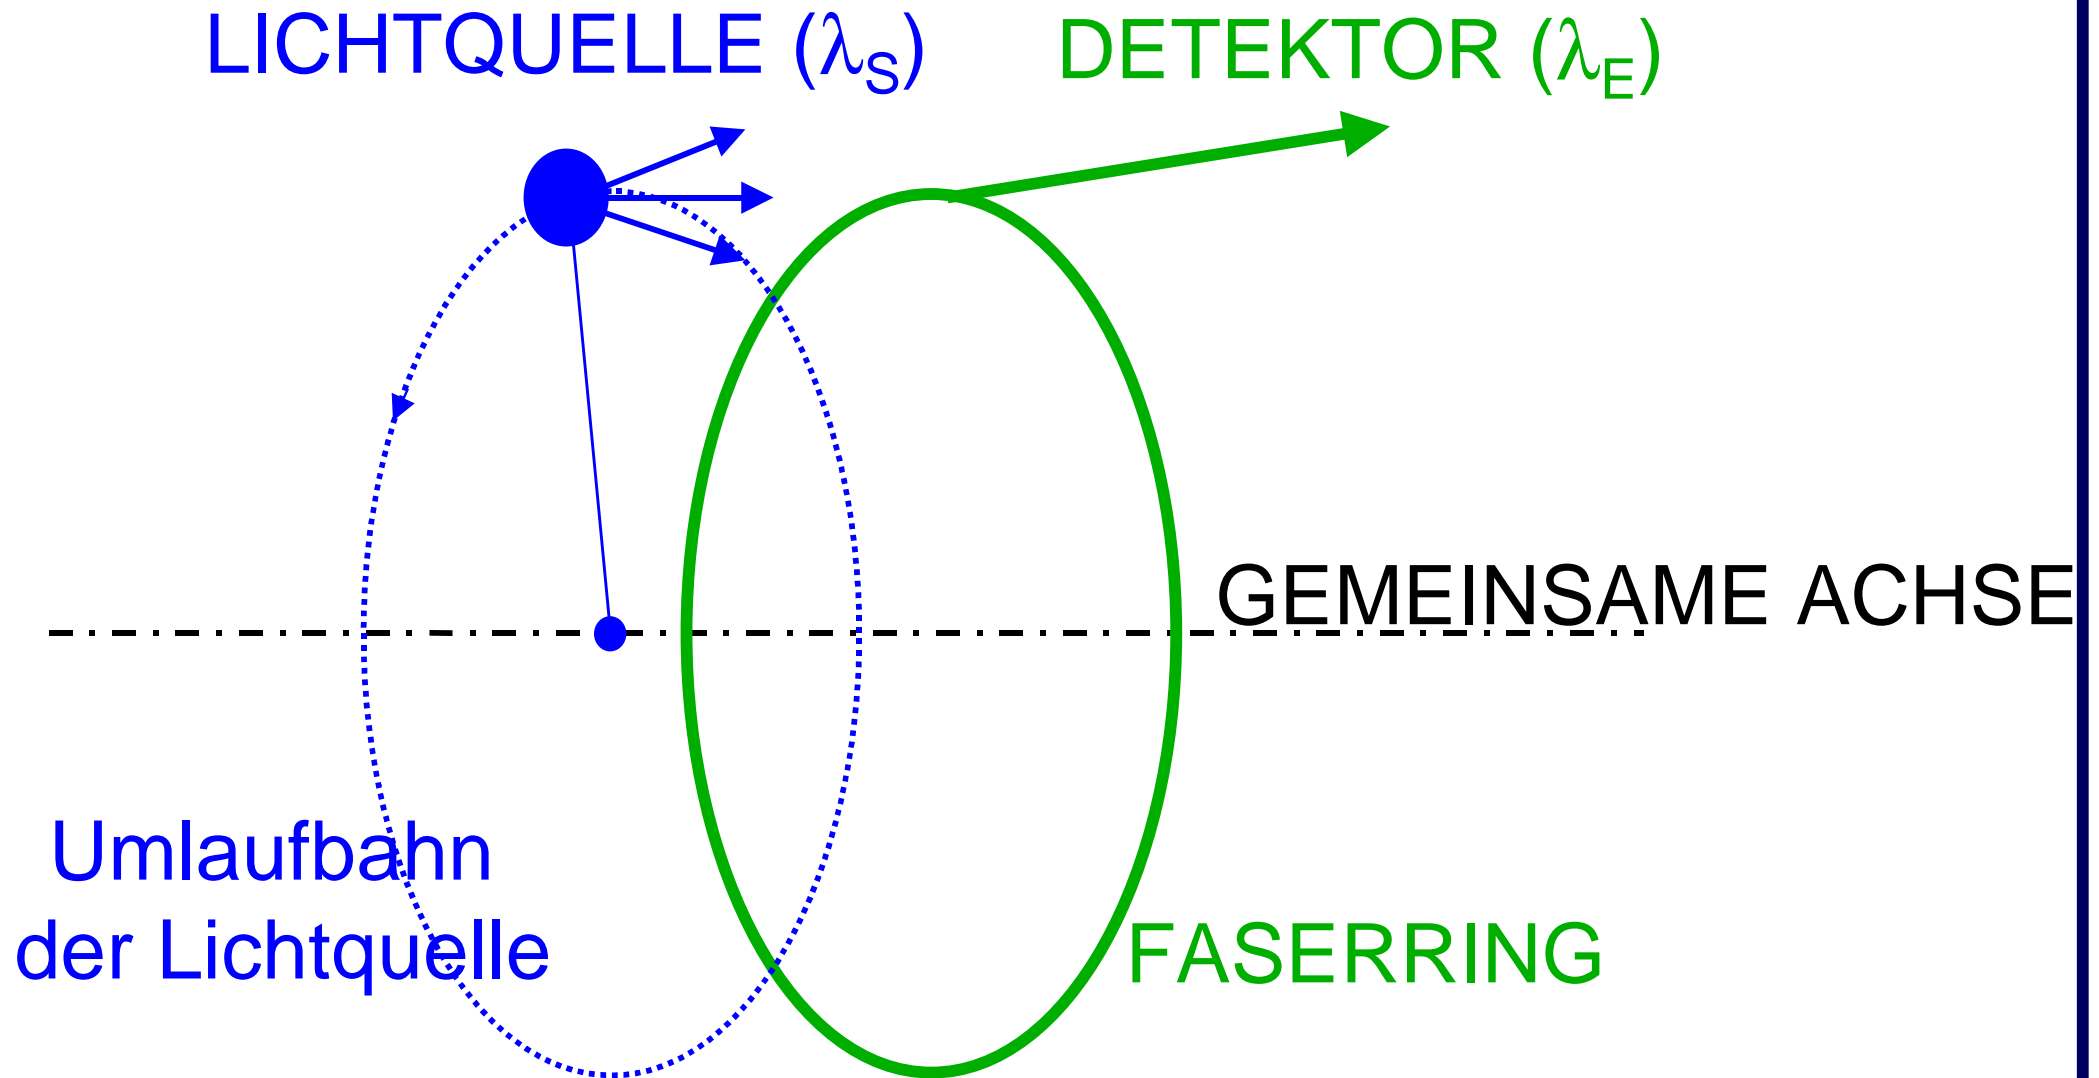 LICHTQUELLE (λS)
DETEKTOR (λE)
GEMEINSAME ACHSE
Umlaufbahn
der Lichtquelle
FASERRING